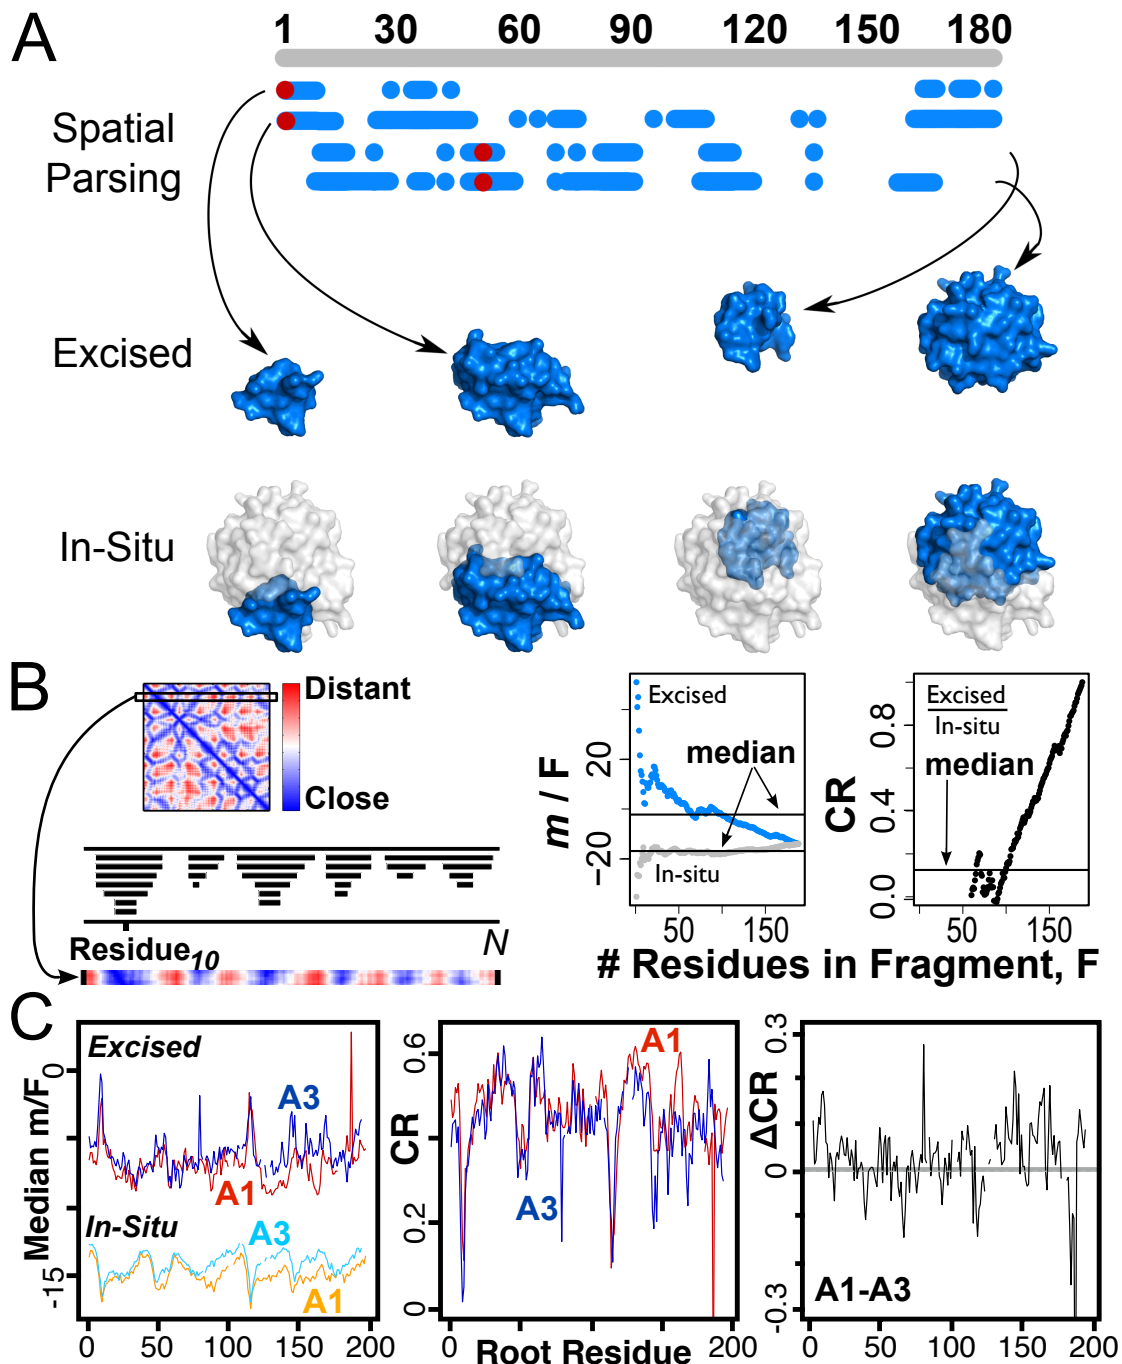 A
1 30 60 90 120 150 180
Spatial
Parsing
Excised
In-Situ
B
Distant
Close
Residue10
N
m / F
20
−20
Excised
median
In-situ
50 150
CR
0.8
0.4
0.0
Excised
In-situ
median
50 150
# Residues in Fragment, F
C
Median m/F
0
-15
Excised
A3
A1
In-Situ
A3
A1
0 50 100 150 200
CR
0.6
0.2
0
A1
A3
0 200
Root Residue
ΔCR
0.3
0
-0.3
A1-A3
0 50 100 150 200